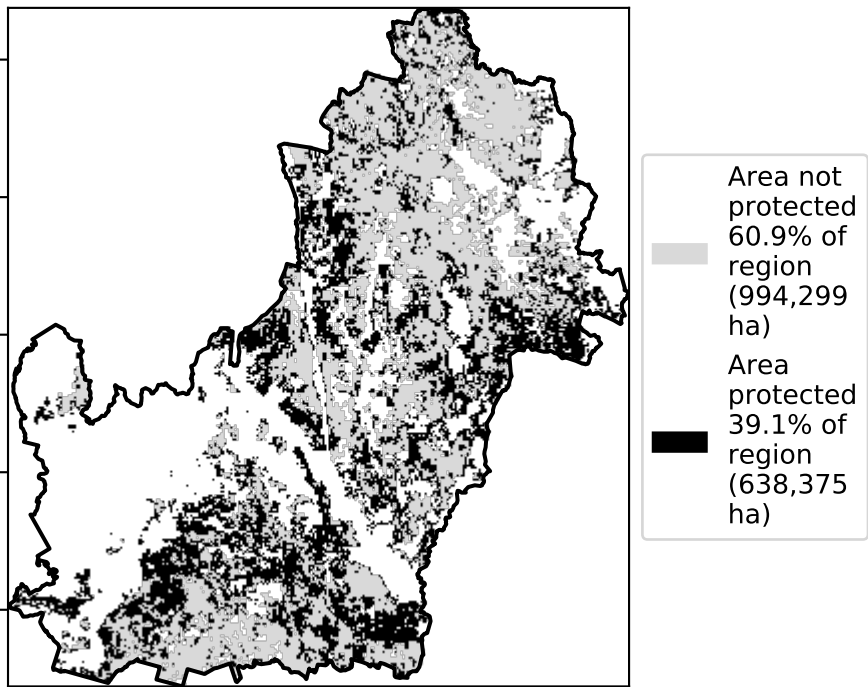 Area not
protected
60.9% of
region
(994,299
ha)
Area
protected
39.1% of
region
(638,375
ha)